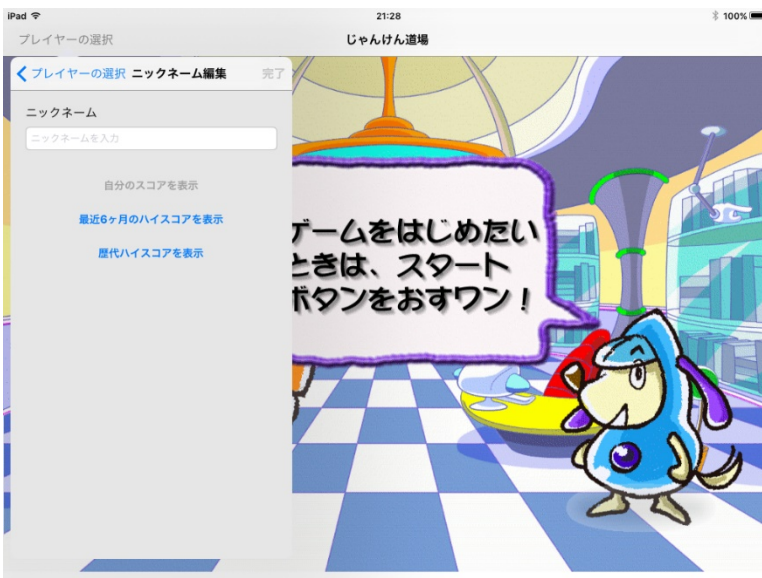 iPad 21:28 100%
プレイヤーの選択 じゃんけん道場
プレイヤーの選択 ニックネーム編集 完了
ニックネーム
ニックネームを入力
自分のスコアを表示
最近6ヶ月のハイスコアを表示
歴代ハイスコアを表示
ゲームをはじめたい
ときは、スタート
ボタンをおすワン！